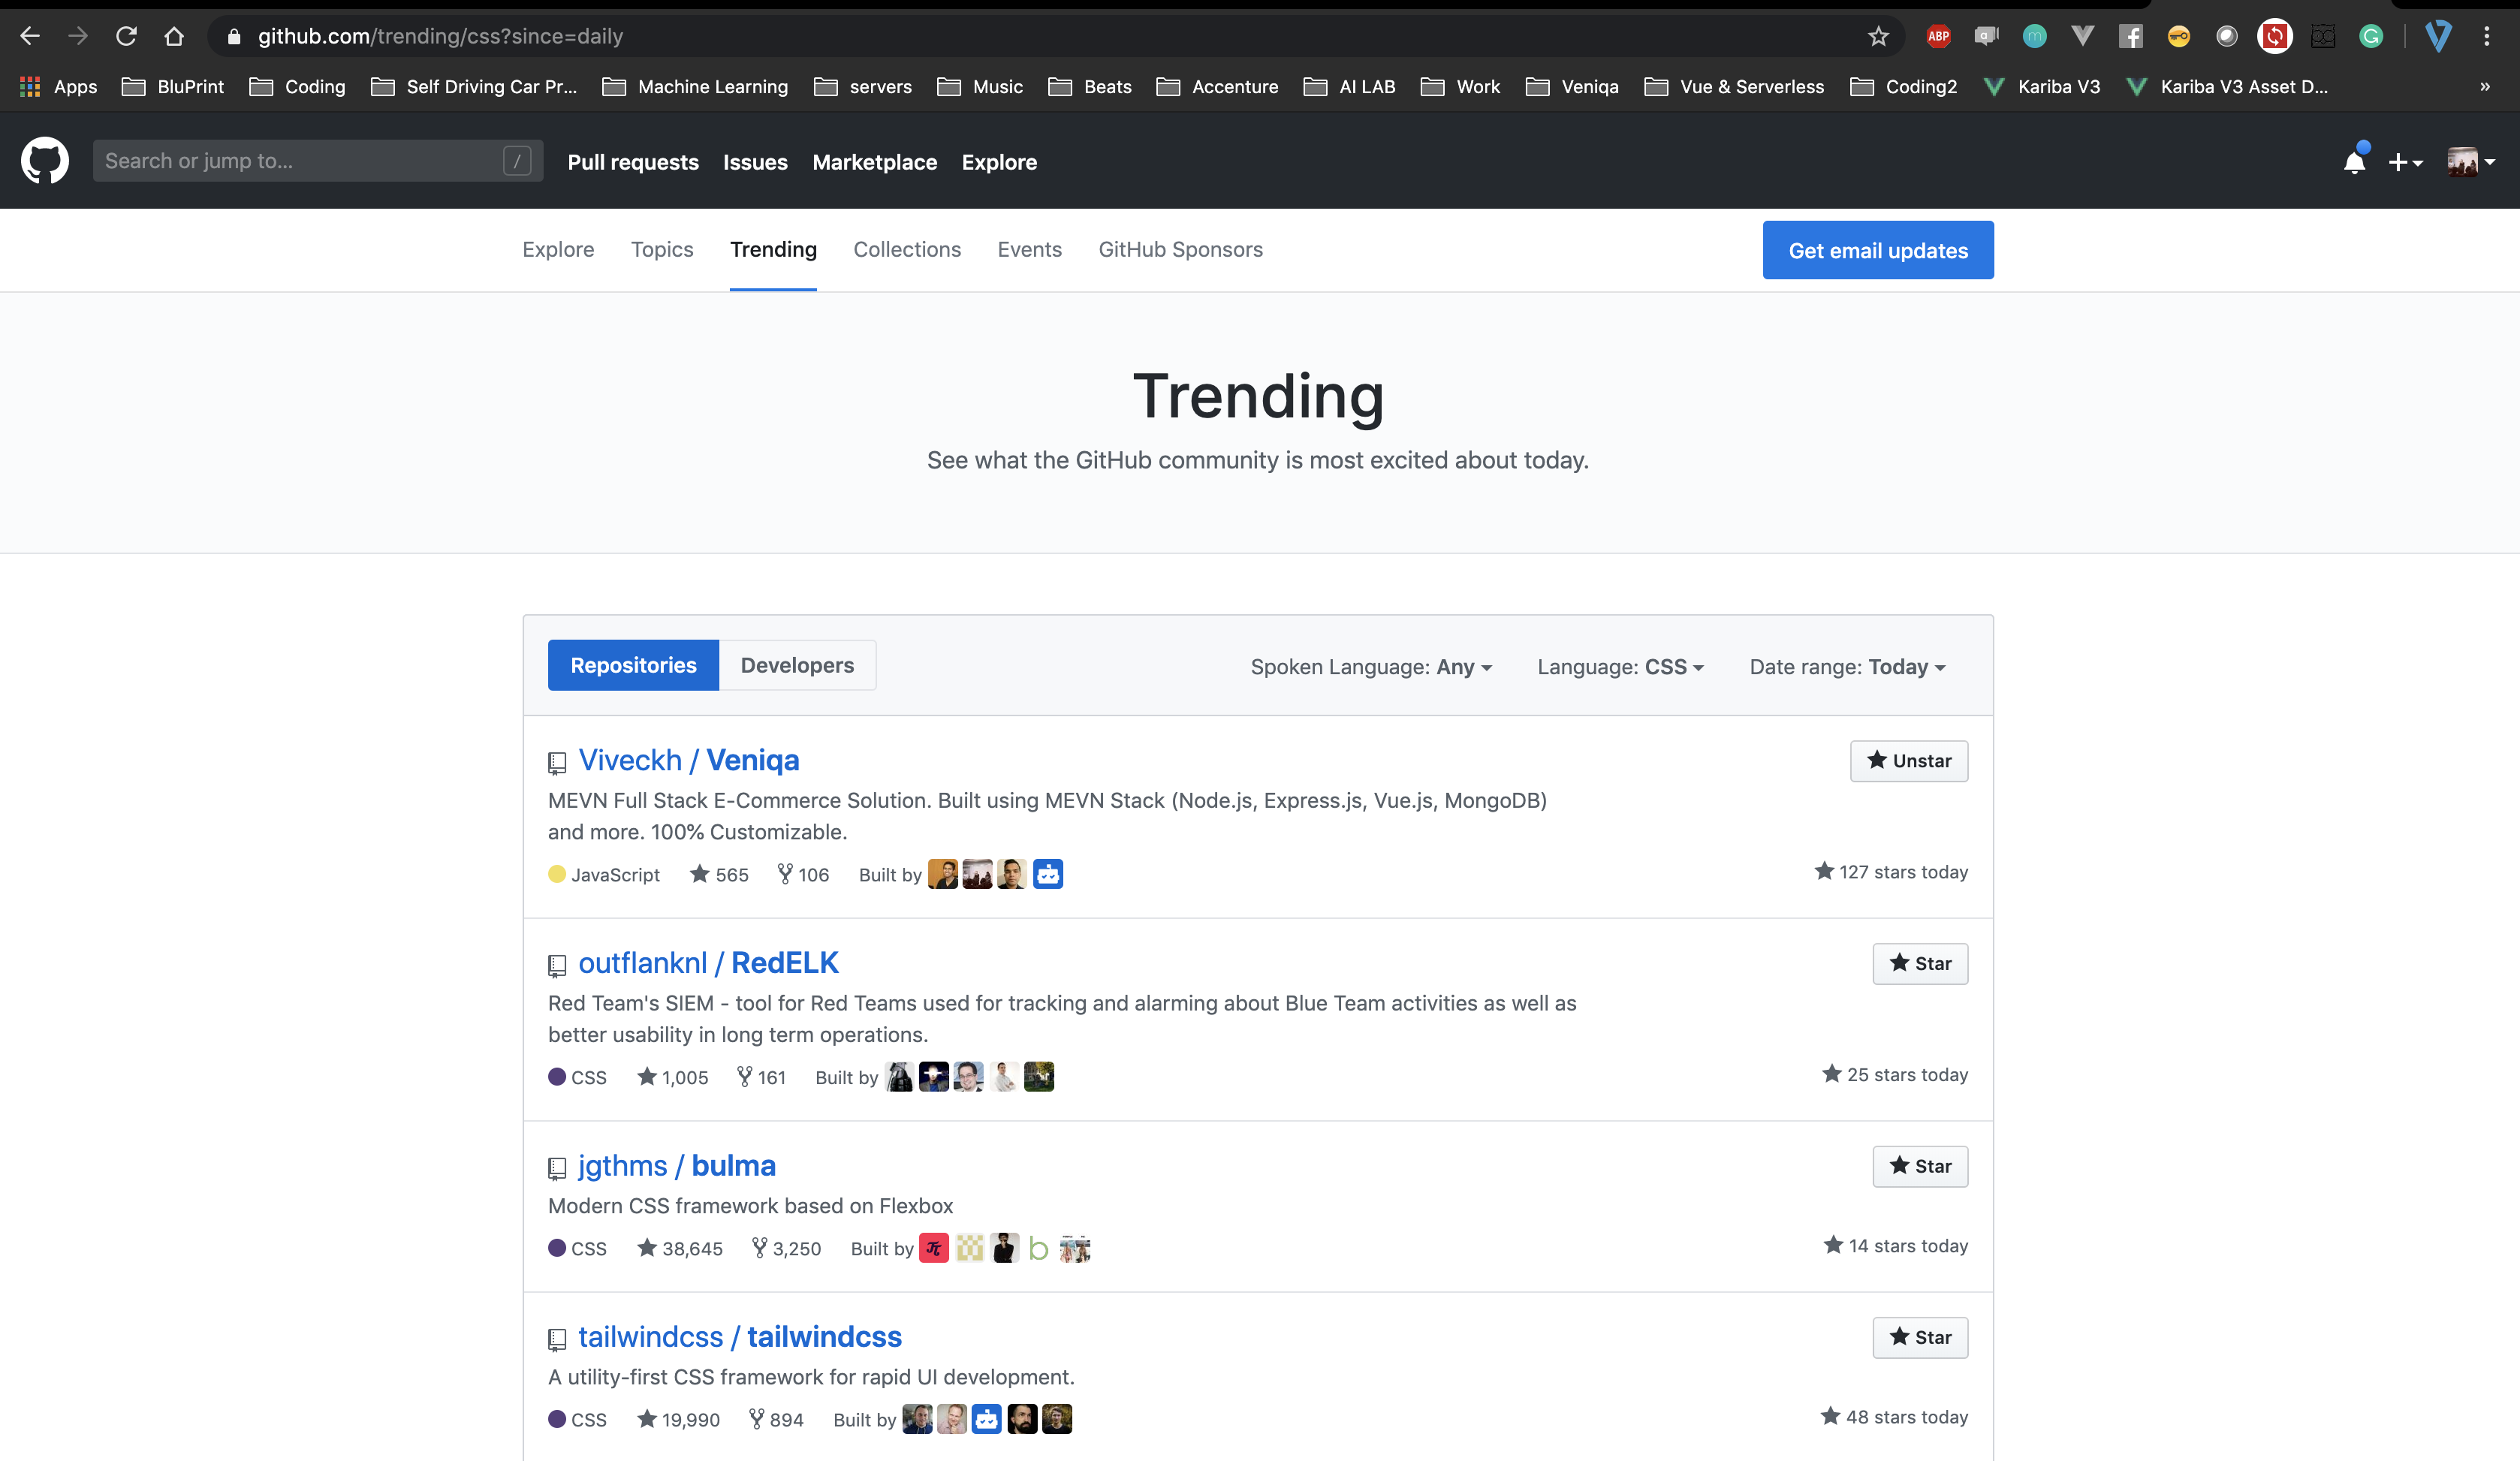 github.com/trending/css?since=daily
ABP
Apps BluPrint Coding Self Driving Car Pr... Machine Learning servers Music Beats Accenture AI LAB Work Veniqa Vue & Serverless Coding2 Kariba V3 Kariba V3 Asset D... »
Search or jump to... / Pull requests Issues Marketplace Explore
Explore Topics Trending Collections Events GitHub Sponsors Get email updates
Trending
See what the GitHub community is most excited about today.
Repositories Developers Spoken Language: Any Language: CSS Date range: Today
Viveckh / Veniqa Unstar
MEVN Full Stack E-Commerce Solution. Built using MEVN Stack (Node.js, Express.js, Vue.js, MongoDB)
and more. 100% Customizable.
JavaScript 565 106 Built by 127 stars today
outflanknl / RedELK Star
Red Team's SIEM - tool for Red Teams used for tracking and alarming about Blue Team activities as well as
better usability in long term operations.
CSS 1,005 161 Built by 25 stars today
jgthms / bulma Star
Modern CSS framework based on Flexbox
CSS 38,645 3,250 Built by 14 stars today
tailwindcss / tailwindcss Star
A utility-first CSS framework for rapid UI development.
CSS 19,990 894 Built by 48 stars today